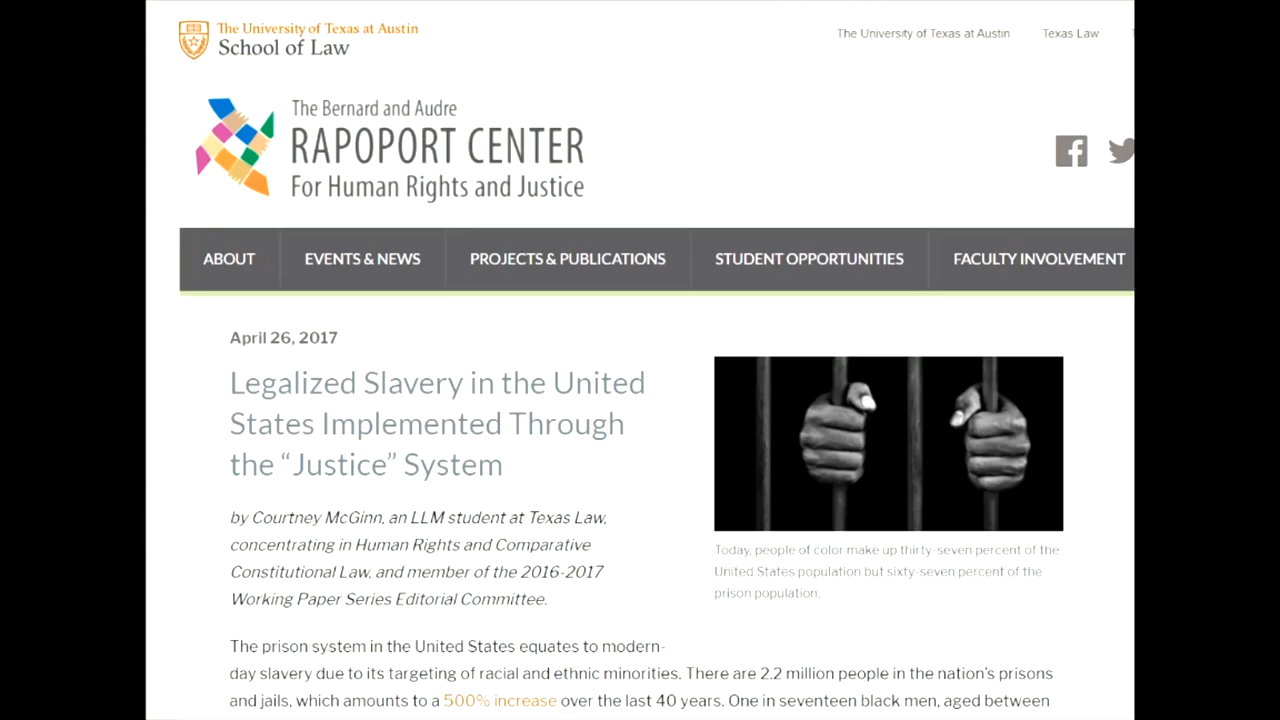 The University of Texas at Austin
School of Law
The University of Texas at Austin
Texas Law
The Bernard and Audre
RAPOPORT CENTER
For Human Rights and Justice
ABOUT
EVENTS & NEWS
PROJECTS & PUBLICATIONS
STUDENT OPPORTUNITIES
FACULTY INVOLVEMENT
April 26, 2017
Legalized Slavery in the United
States Implemented Through
the “Justice” System
by Courtney McGinn, an LLM student at Texas Law,
concentrating in Human Rights and Comparative
Constitutional Law, and member of the 2016-2017
Working Paper Series Editorial Committee.
Today, people of color make up thirty-seven percent of the
United States population but sixty-seven percent of the
prison population.
The prison system in the United States equates to modern-
day slavery due to its targeting of racial and ethnic minorities. There are 2.2 million people in the nation’s prisons
and jails, which amounts to a 500% increase over the last 40 years. One in seventeen black men, aged between